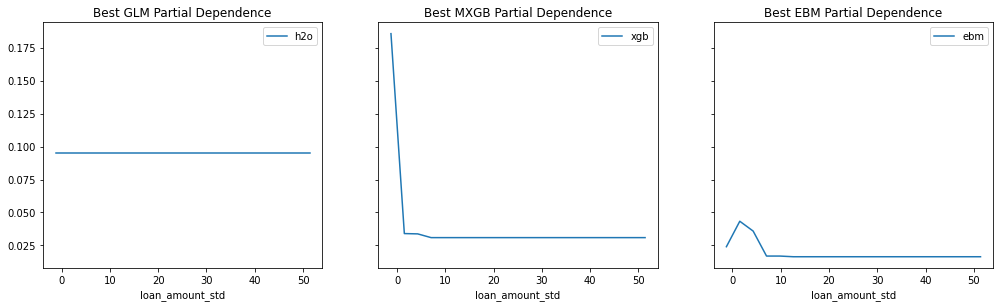 Best GLM Partial Dependence
h2o
0.175
0.150
0.125
0.100
0.075
0.050
0.025
0
10
20
30
40
50
loan_amount_std
Best MXGB Partial Dependence
xgb
0
10
20
30
40
50
loan_amount_std
Best EBM Partial Dependence
ebm
0
10
20
30
40
50
loan_amount_std